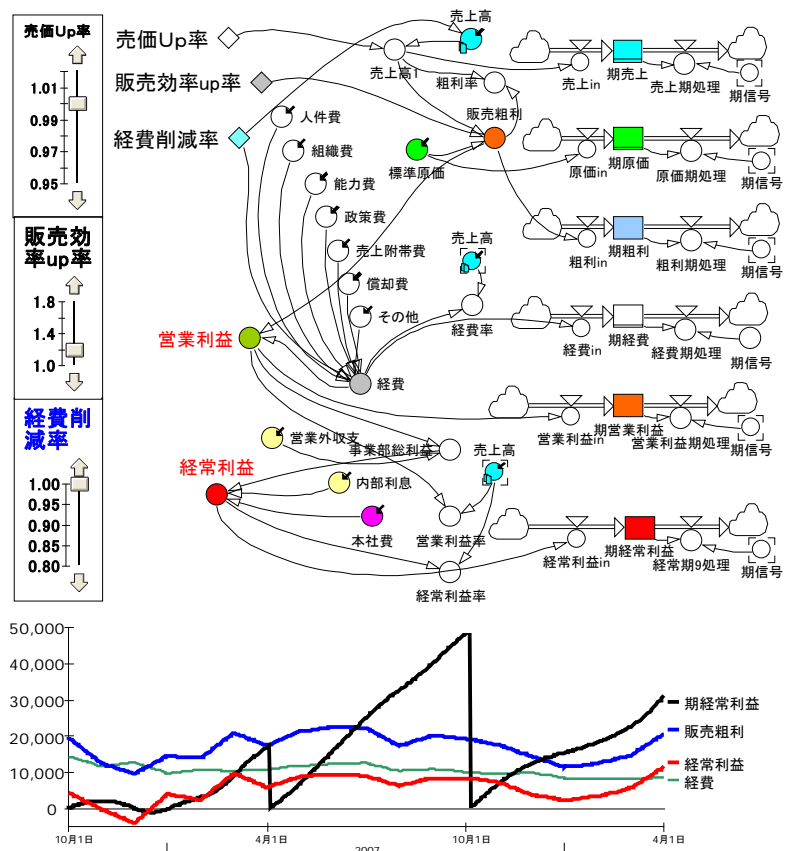 売価Up率
1.01
0.99
0.97
0.95
販売効
率up率
1.8
1.4
1.0
経費削
減率
1.00
0.95
0.90
0.85
0.80
売価Up率
販売効率up率
経費削減率
売上高
売上高1
粗利率
販売粗利
標準原価
人件費
組織費
能力費
政策費
売上附帯費
償却費
その他
経費
売上高
経費率
営業利益
営業外収支
事業部総利益
経常利益
内部利息
本社費
売上高
営業利益率
経常利益率
売上in
期売上
売上期処理
期信号
原価in
期原価
原価期処理
期信号
粗利in
期粗利
粗利期処理
期信号
経費in
期経費
経費期処理
期信号
営業利益in
期営業利益
営業利益期処理
期信号
経常利益in
期経常利益
経常期9処理
期信号
50,000
40,000
30,000
20,000
10,000
0
10月1日
4月1日
10月1日
4月1日
2007
期経常利益
販売粗利
経常利益
経費